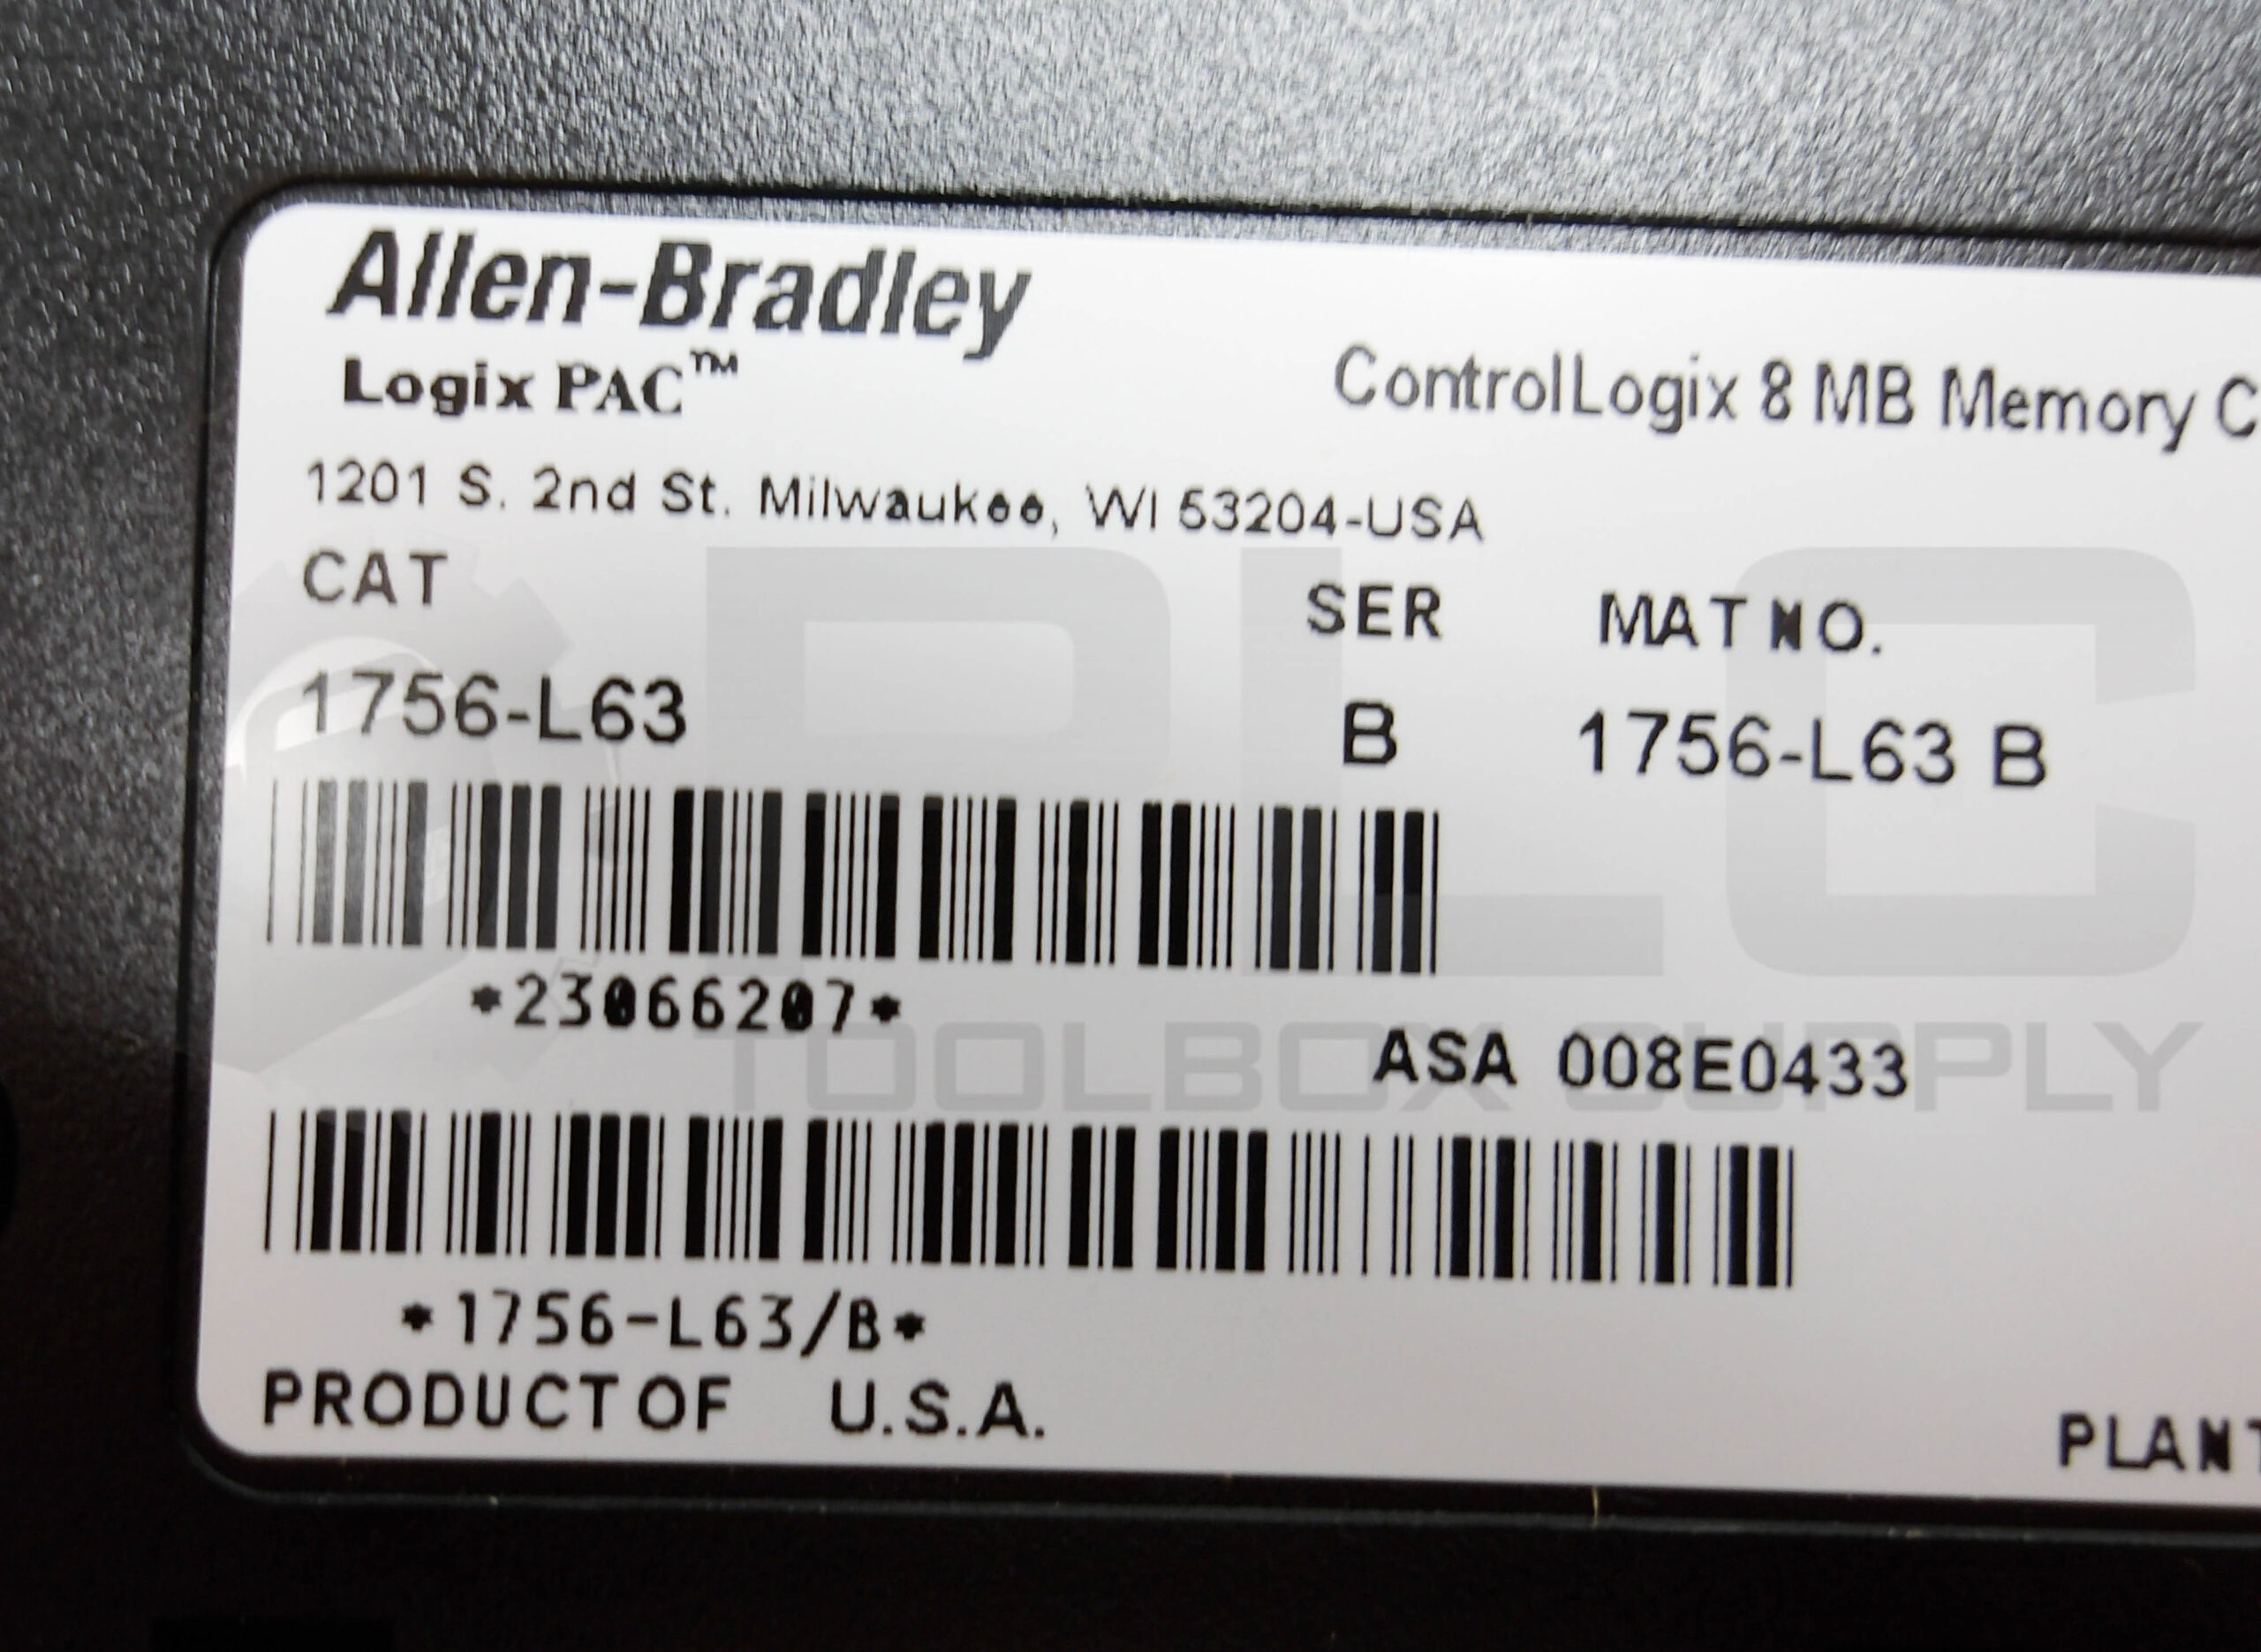 Allen-Bradley
Logix PAC™
ControlLogix 8 MB Memory C
1201 S. 2nd St. Milwaukee, WI 53204-USA
CAT SER MAT NO.
1756-L63 B 1756-L63 B
*23066207*
ASA 008E0433
*1756-L63/B*
PRODUCT OF U.S.A.
PLANT
PLC
TOOLBOX SUPPLY